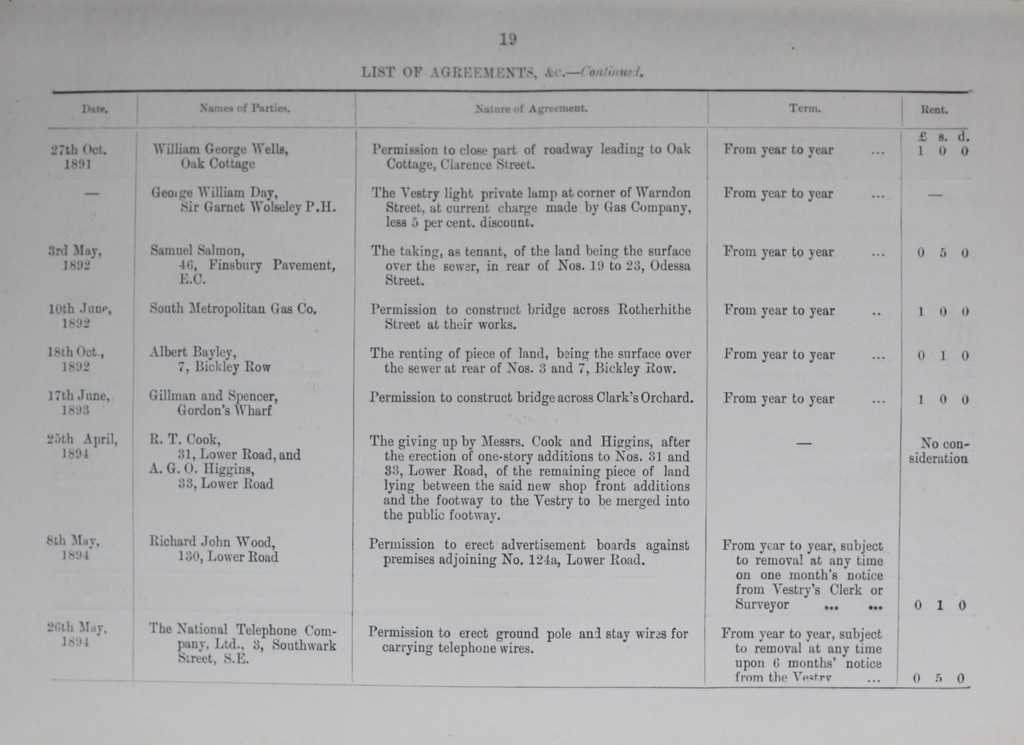 19
LIST OF AGREEMENTS, &c.—Continued.
Date. Names of Parties. Nature of Agreement. Term. Rent.
£ s. d.
27th Oct. William George Wells, Permission to close part of roadway leading to Oak From year to year ... 1 0 0
1891 Oak Cottage Cottage, Clarence Street.
— George William Day, The Vestry light private lamp at corner of Warndon From year to year ... —
Sir Garnet Wolseley P.H. Street, at current charge made by Gas Company,
less 5 per cent. discount.
3rd May, Samuel Salmon, The taking, as tenant, of the land being the surface From year to year ... 0 5 0
1892 46, Finsbury Pavement, over the sewer, in rear of Nos. 19 to 23, Odessa
E.C. Street.
10th June, South Metropolitan Gas Co. Permission to construct bridge across Rotherhithe From year to year .. 1 0 0
1892 Street at their works.
18th Oct., Albert Bayley, The renting of piece of land, being the surface over From year to year ... 0 1 0
1892 7, Bickley Row the sewer at rear of Nos. 3 and 7, Bickley Row.
17th June, Gillman and Spencer, Permission to construct bridge across Clark's Orchard. From year to year ... 1 0 0
1893 Gordon's Wharf
25th April, R. T. Cook, The giving up by Messrs. Cook and Higgins, after — No con-
1894 31, Lower Road, and the erection of one-story additions to Nos. 31 and sideration
A. G. O. Higgins, 33, Lower Road, of the remaining piece of land
33, Lower Road lying between the said new shop front additions
and the footway to the Vestry to be merged into
the public footway.
8th May, Richard John Wood, Permission to erect advertisement boards against From year to year, subject
1894 130, Lower Road premises adjoining No. 124a, Lower Road. to removal at any time
on one month's notice
from Vestry's Clerk or
Surveyor ... ... 0 1 0
26th May, The National Telephone Com- Permission to erect ground pole and stay wires for From year to year, subject
1894 pany, Ltd., 3, Southwark carrying telephone wires. to removal at any time
Street, S.E. upon 6 months' notice
from the Vestry ... 0 5 0